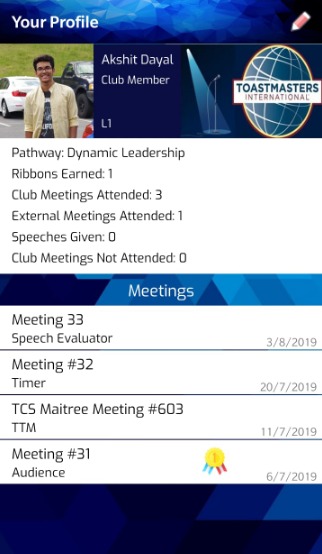 Your Profile
Akshit Dayal
Club Member
L1
TOASTMASTERS
INTERNATIONAL
Pathway: Dynamic Leadership
Ribbons Earned: 1
Club Meetings Attended: 3
External Meetings Attended: 1
Speeches Given: 0
Club Meetings Not Attended: 0
Meetings
Meeting 33
Speech Evaluator
3/8/2019
Meeting #32
Timer
20/7/2019
TCS Maitree Meeting #603
TTM
11/7/2019
Meeting #31
Audience
6/7/2019